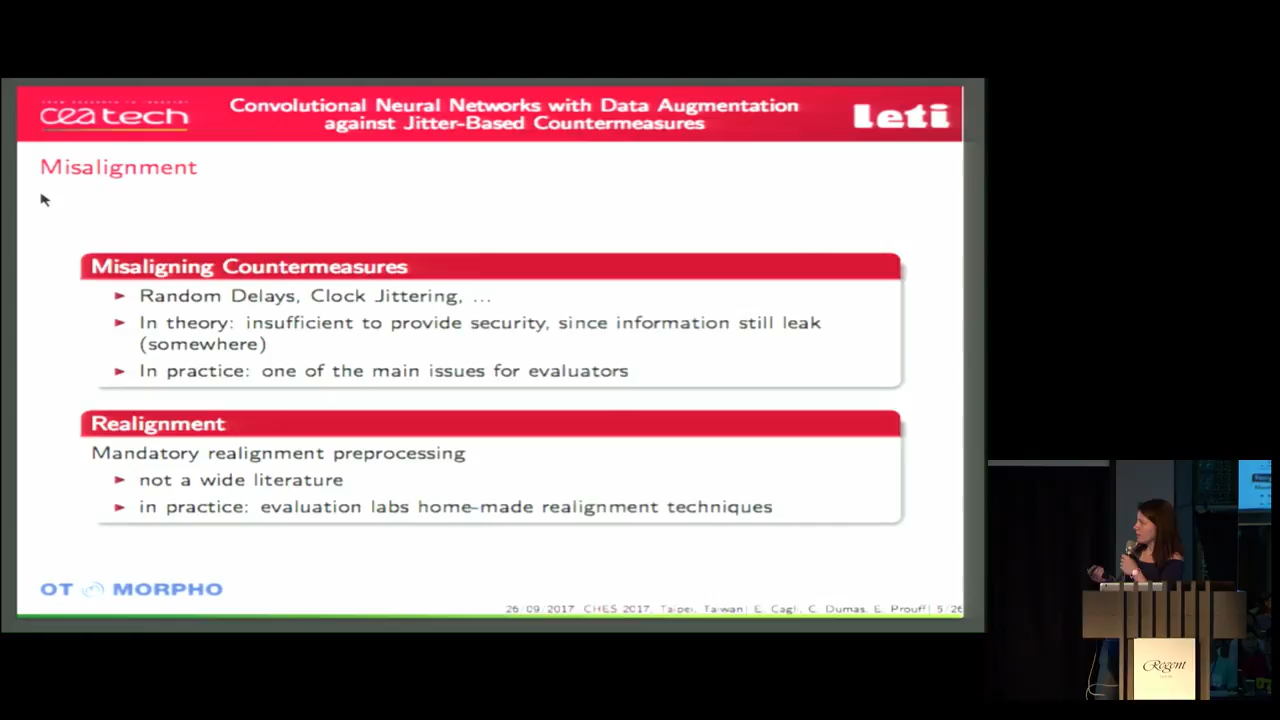 ceatech
Convolutional Neural Networks with Data Augmentation
against Jitter-Based Countermeasures
leti
Misalignment
Misaligning Countermeasures
Random Delays, Clock Jittering, ...
In theory: insufficient to provide security, since information still leak
(somewhere)
In practice: one of the main issues for evaluators
Realignment
Mandatory realignment preprocessing
not a wide literature
in practice: evaluation labs home-made realignment techniques
OT MORPHO
26/09/2017 CHES 2017, Taipei, Taiwan| E. Cagli, C. Dumas, E. Prouff| 5/26
Regent